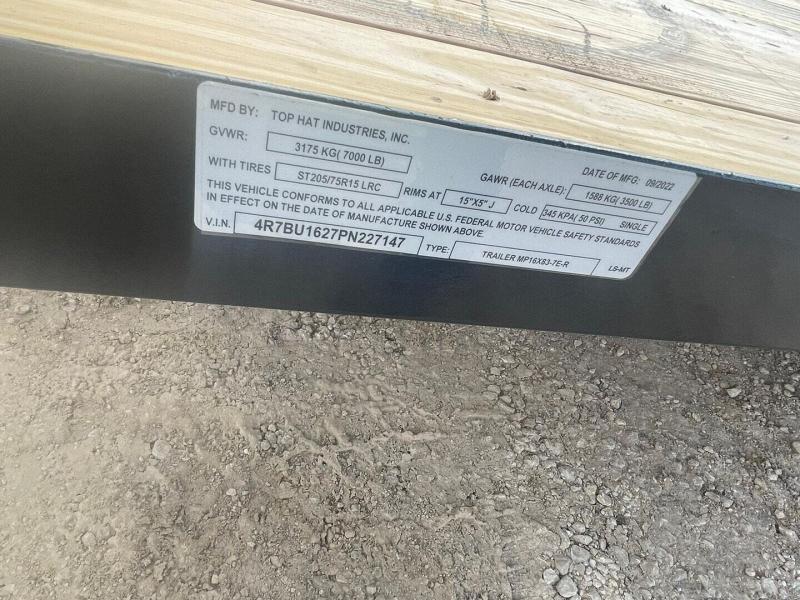 MFD BY: TOP HAT INDUSTRIES, INC. DATE OF MFG: 09/2022
GVWR: 3175 KG( 7000 LB) GAWR (EACH AXLE): 1588 KG( 3500 LB)
WITH TIRES ST205/75R15 LRC RIMS AT 15"X5" J COLD 345 KPA( 50 PSI) SINGLE
THIS VEHICLE CONFORMS TO ALL APPLICABLE U.S. FEDERAL MOTOR VEHICLE SAFETY STANDARDS
IN EFFECT ON THE DATE OF MANUFACTURE SHOWN ABOVE.
V.I.N. 4R7BU1627PN227147 TYPE: TRAILER MP16X83-7E-R LS-MT